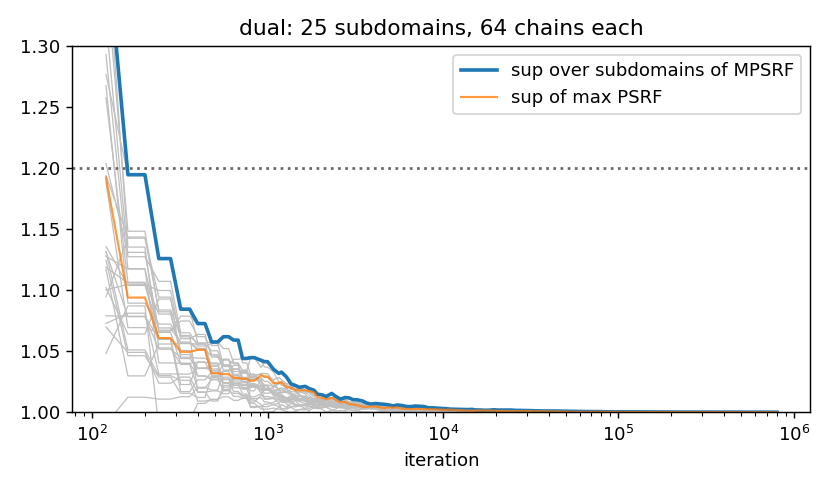 dual: 25 subdomains, 64 chains each
1.30
1.25
1.20
1.15
1.10
1.05
1.00
sup over subdomains of MPSRF
sup of max PSRF
10² 10³ 10⁴ 10⁵ 10⁶
iteration